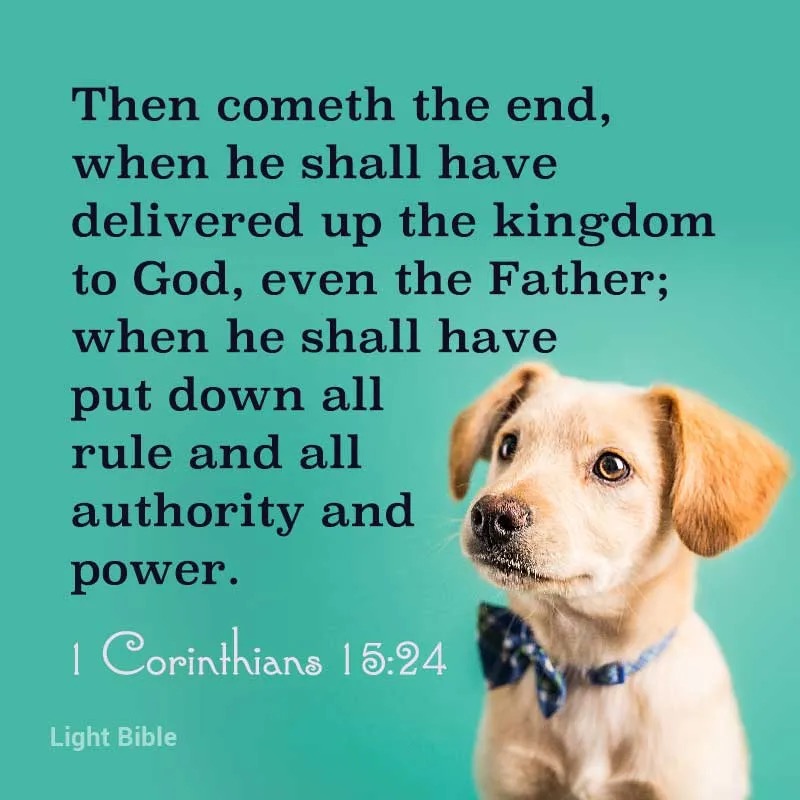 Then cometh the end,
when he shall have
delivered up the kingdom
to God, even the Father;
when he shall have
put down all
rule and all
authority and
power.
1 Corinthians 15:24
Light Bible